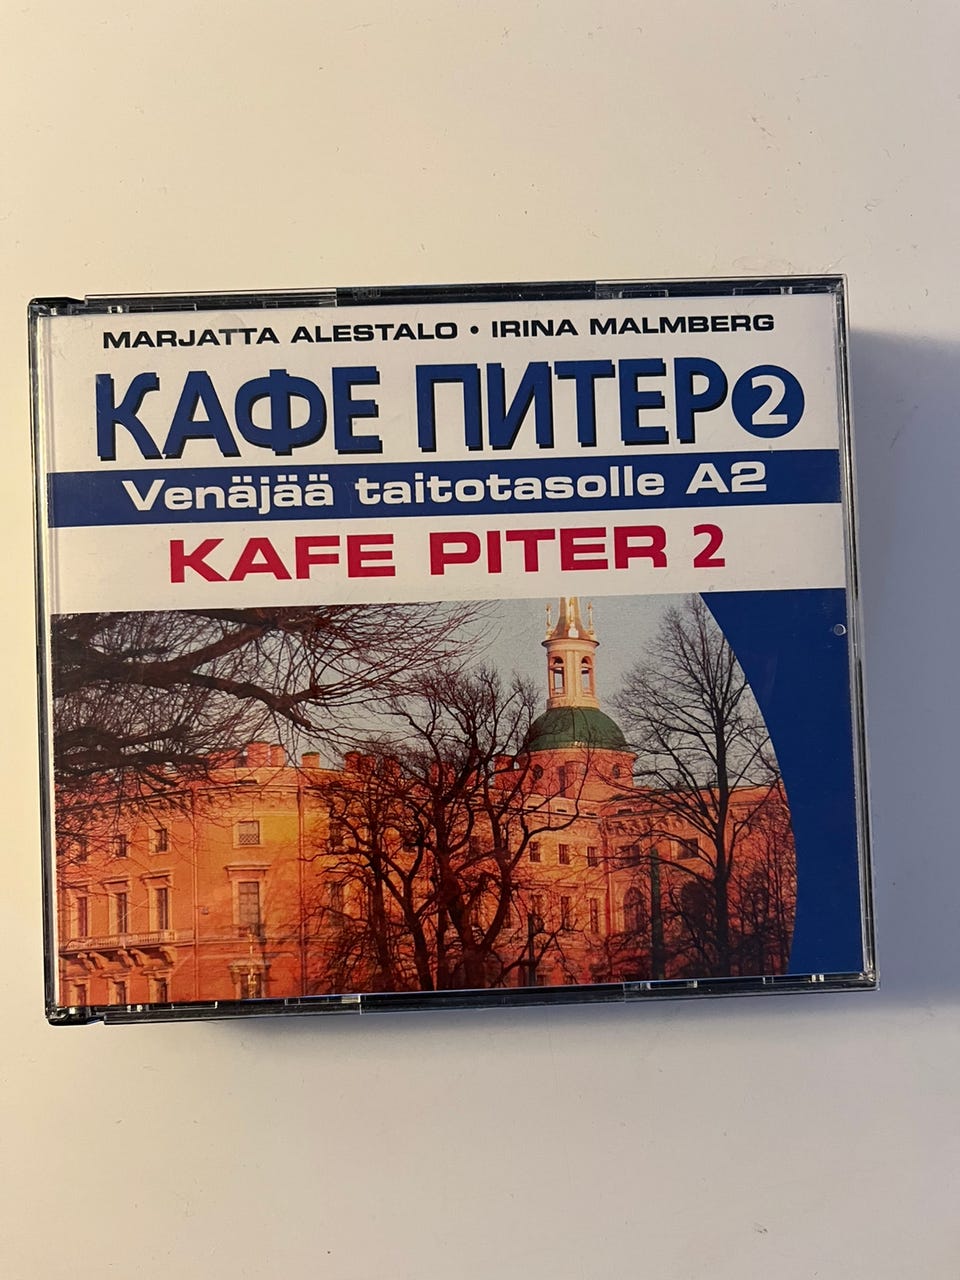 MARJATTA ALESTALO • IRINA MALMBERG
КАФЕ ПИТЕР 2
Venäjää taitotasolle A2
KAFE PITER 2